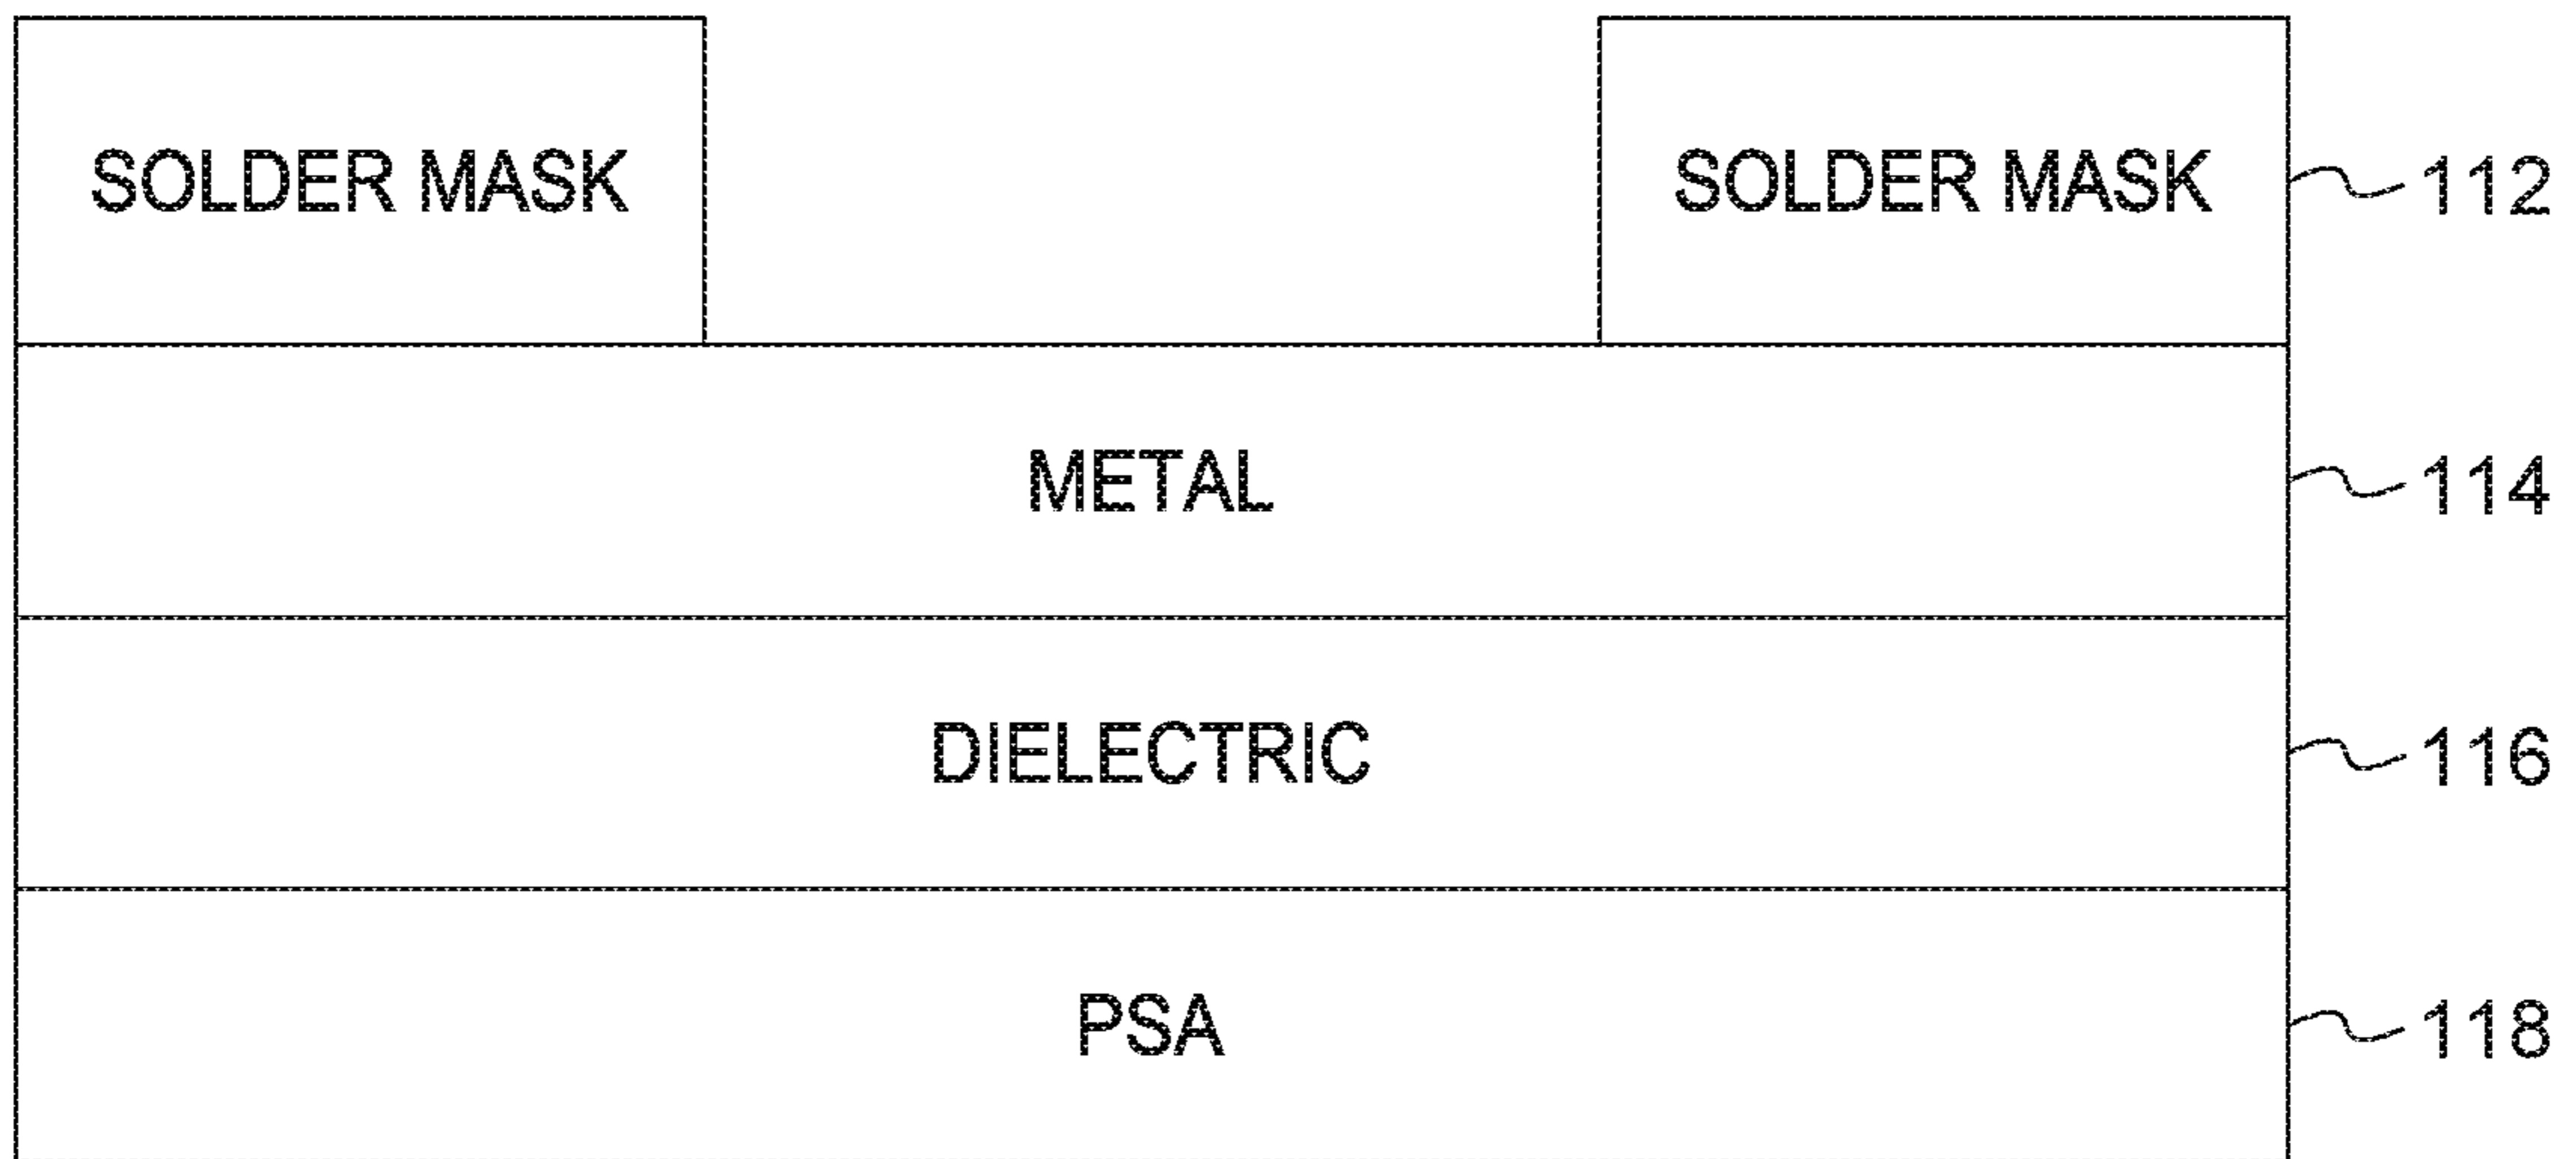 SOLDER MASK SOLDER MASK 112
METAL 114
DIELECTRIC 116
PSA 118